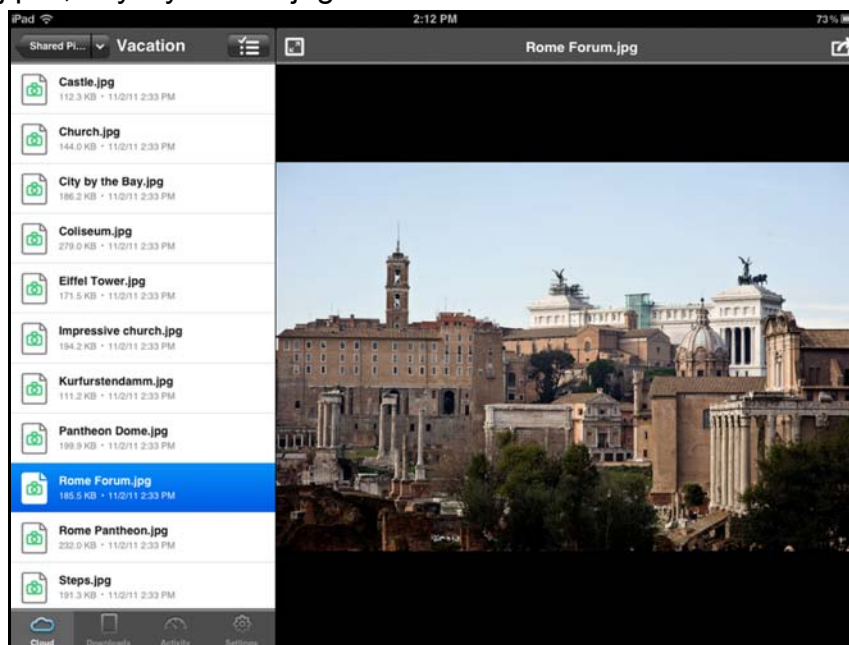 iPad
2:12 PM
73%
Shared Pi...
Vacation
Rome Forum.jpg
Castle.jpg
112.3 KB • 11/2/11 2:33 PM
Church.jpg
144.0 KB • 11/2/11 2:33 PM
City by the Bay.jpg
186.2 KB • 11/2/11 2:33 PM
Coliseum.jpg
279.0 KB • 11/2/11 2:33 PM
Eiffel Tower.jpg
171.5 KB • 11/2/11 2:33 PM
Impressive church.jpg
194.2 KB • 11/2/11 2:33 PM
Kurfurstendamm.jpg
111.2 KB • 11/2/11 2:33 PM
Pantheon Dome.jpg
199.9 KB • 11/2/11 2:33 PM
Rome Forum.jpg
185.5 KB • 11/2/11 2:33 PM
Rome Pantheon.jpg
232.0 KB • 11/2/11 2:33 PM
Steps.jpg
191.3 KB • 11/2/11 2:33 PM
Cloud
Downloads
Activity
Settings